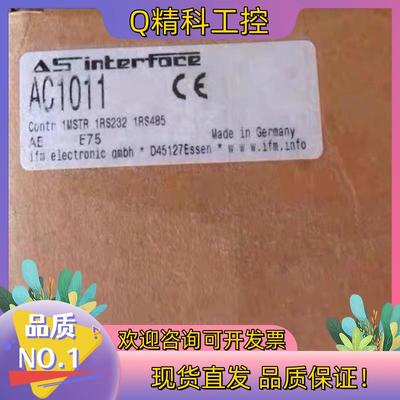 Q精科工控
AS interface
AC1011
CE
Contr 1MSTR 1RS232 1RS485
AE E75
Made in Germany
ifm electronic gmbh * D45127Essen * www.ifm.info
品质
NO.1
欢迎咨询可开发票
现货直发 品质保证!